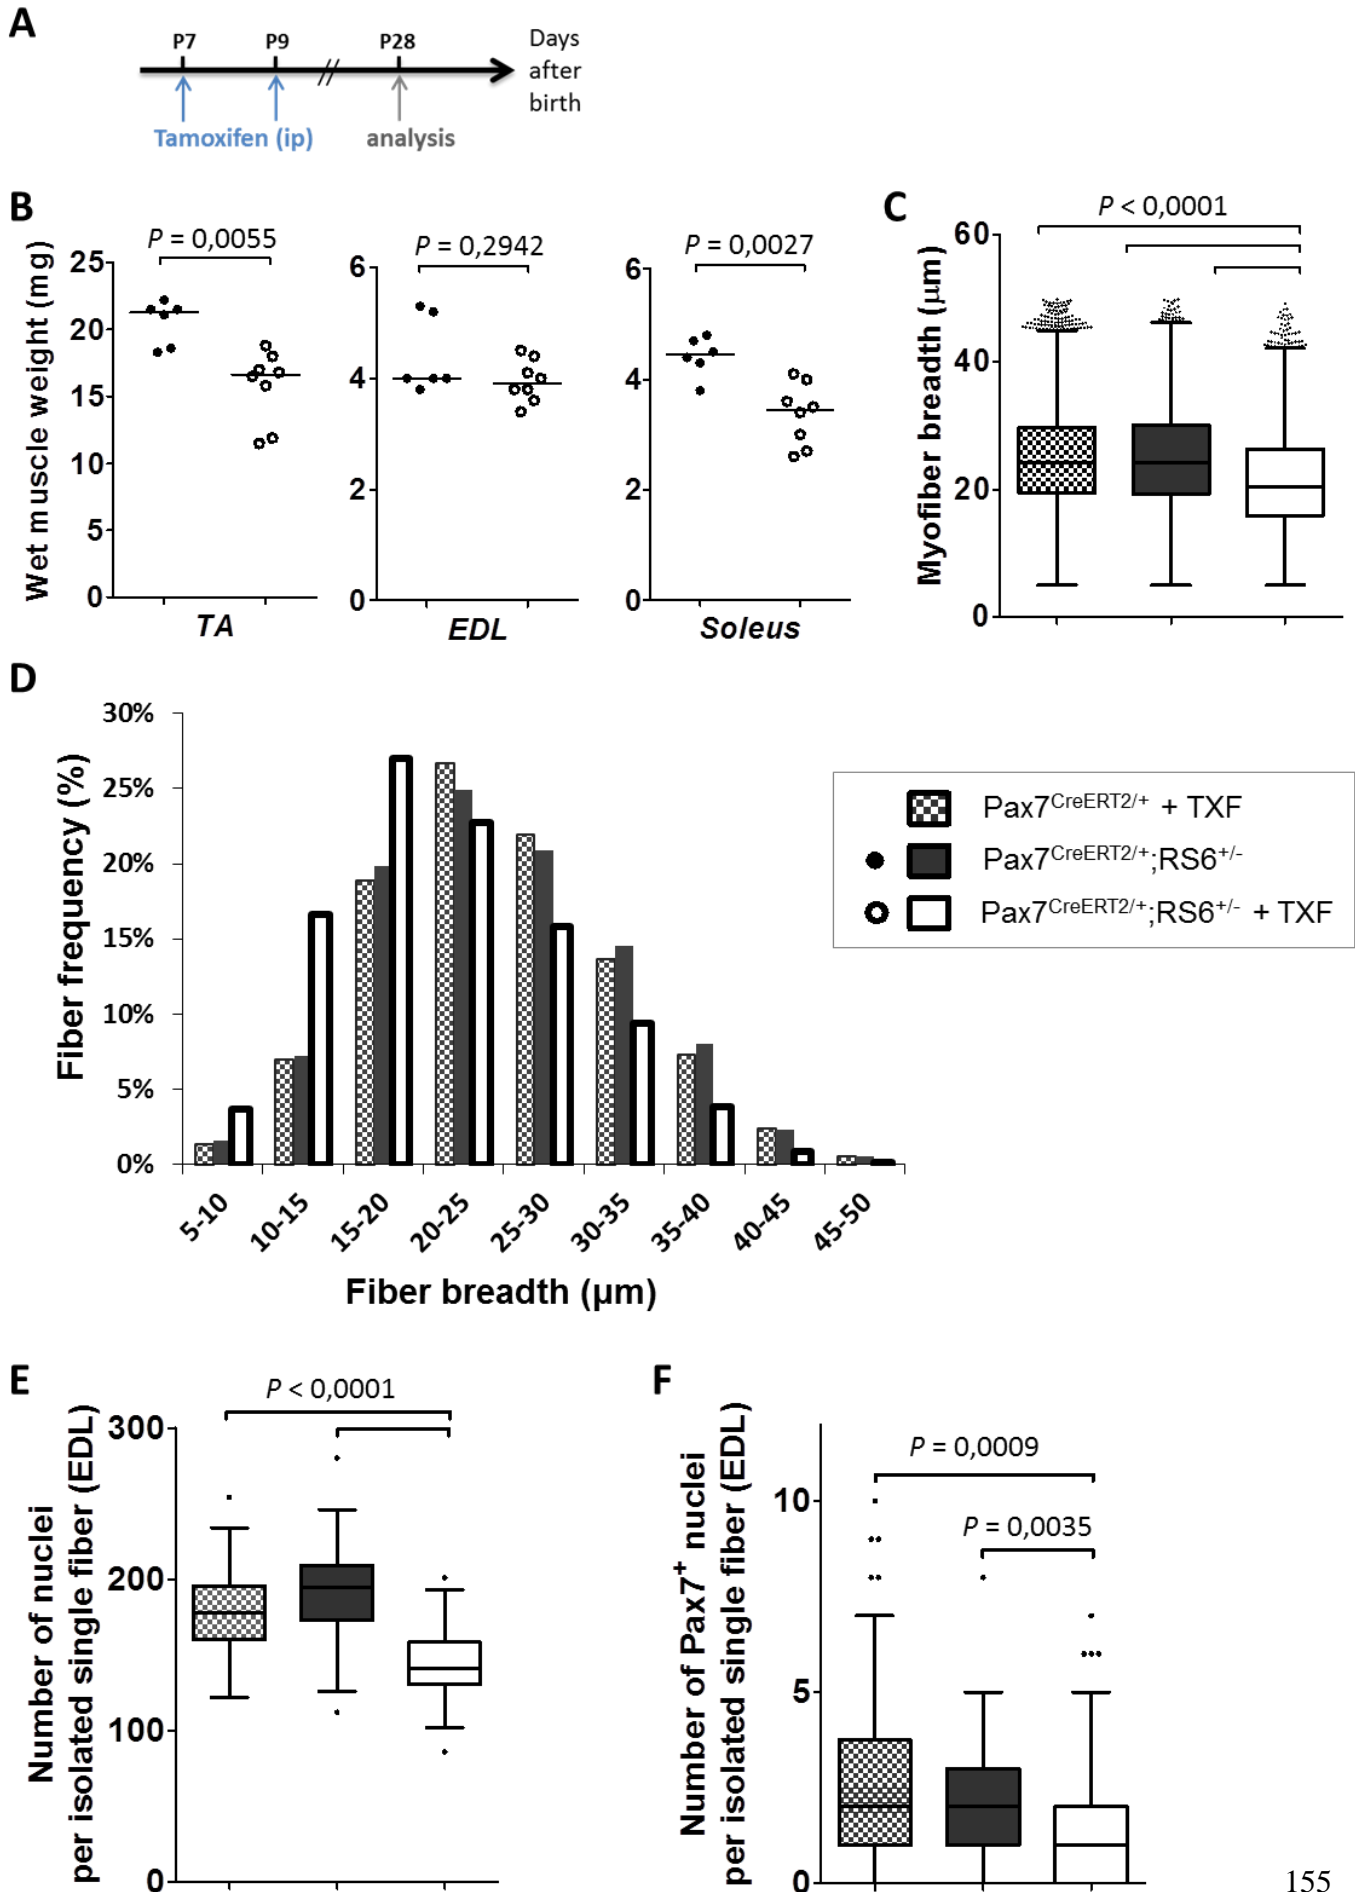 A
P7 P9 P28 Days
after
birth
Tamoxifen (ip) analysis
B
Wet muscle weight (mg)
P = 0,0055
25
20
15
10
5
0
TA
P = 0,2942
6
4
2
0
EDL
P = 0,0027
6
4
2
0
Soleus
C
P < 0,0001
Myofiber breadth (µm)
60
40
20
0
D
Fiber frequency (%)
30%
25%
20%
15%
10%
5%
0%
5-10 10-15 15-20 20-25 25-30 30-35 35-40 40-45 45-50
Fiber breadth (µm)
Pax7CreERT2/+ + TXF
Pax7CreERT2/+;RS6+/-
Pax7CreERT2/+;RS6+/- + TXF
E
P < 0,0001
Number of nuclei
per isolated single fiber (EDL)
300
200
100
0
F
P = 0,0009
P = 0,0035
Number of Pax7+ nuclei
per isolated single fiber (EDL)
10
5
0
155